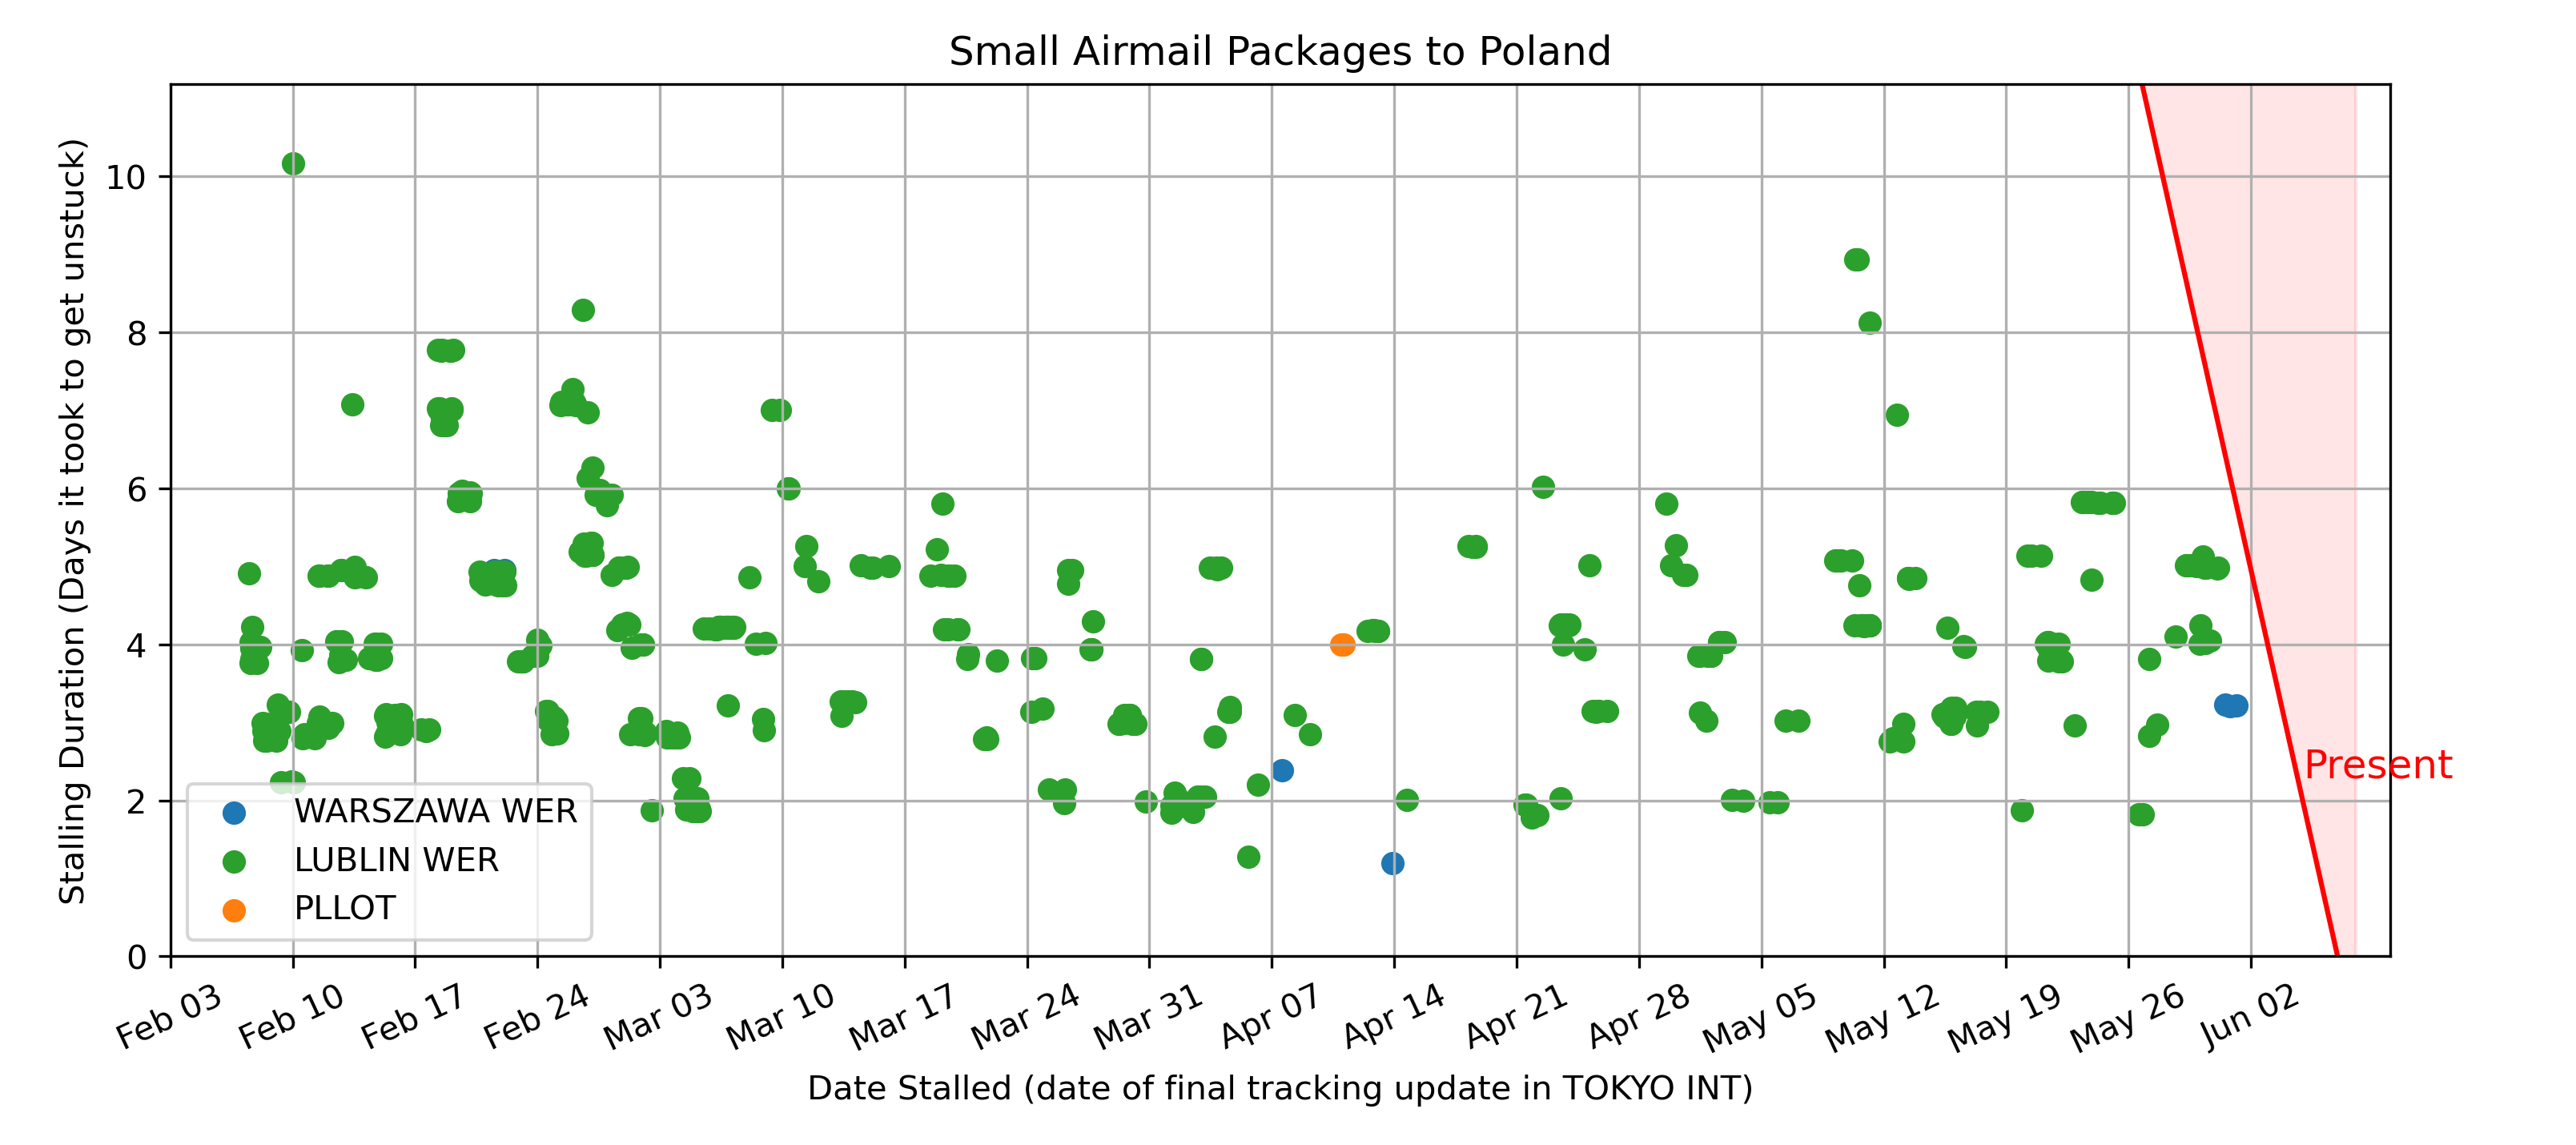 Small Airmail Packages to Poland
Stalling Duration (Days it took to get unstuck)
10
8
6
4
2
0
Present
WARSZAWA WER
LUBLIN WER
PLLOT
Feb 03
Feb 10
Feb 17
Feb 24
Mar 03
Mar 10
Mar 17
Mar 24
Mar 31
Apr 07
Apr 14
Apr 21
Apr 28
May 05
May 12
May 19
May 26
Jun 02
Date Stalled (date of final tracking update in TOKYO INT)